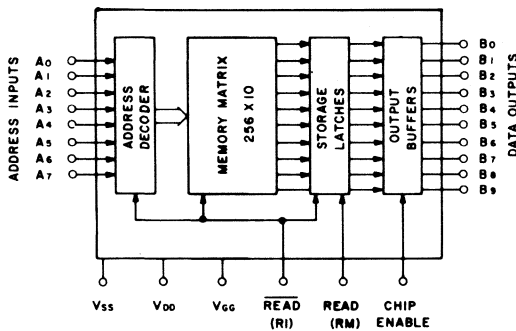 ADDRESS INPUTS
A0
A1
A2
A3
A4
A5
A6
A7
ADDRESS
DECODER
MEMORY MATRIX
256 X 10
STORAGE
LATCHES
OUTPUT
BUFFERS
B0
B1
B2
B3
B4
B5
B6
B7
B8
B9
DATA OUTPUTS
VSS
VDD
VGG
READ
(RI)
READ
(RM)
CHIP
ENABLE